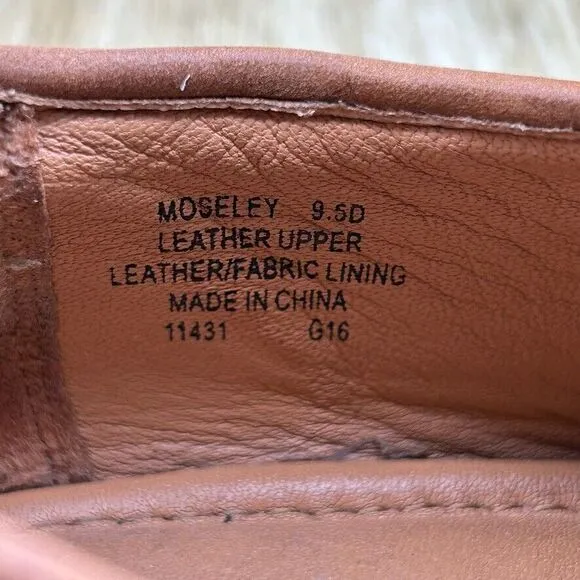 MOSELEY 9.5D
LEATHER UPPER
LEATHER/FABRIC LINING
MADE IN CHINA
11431 G16